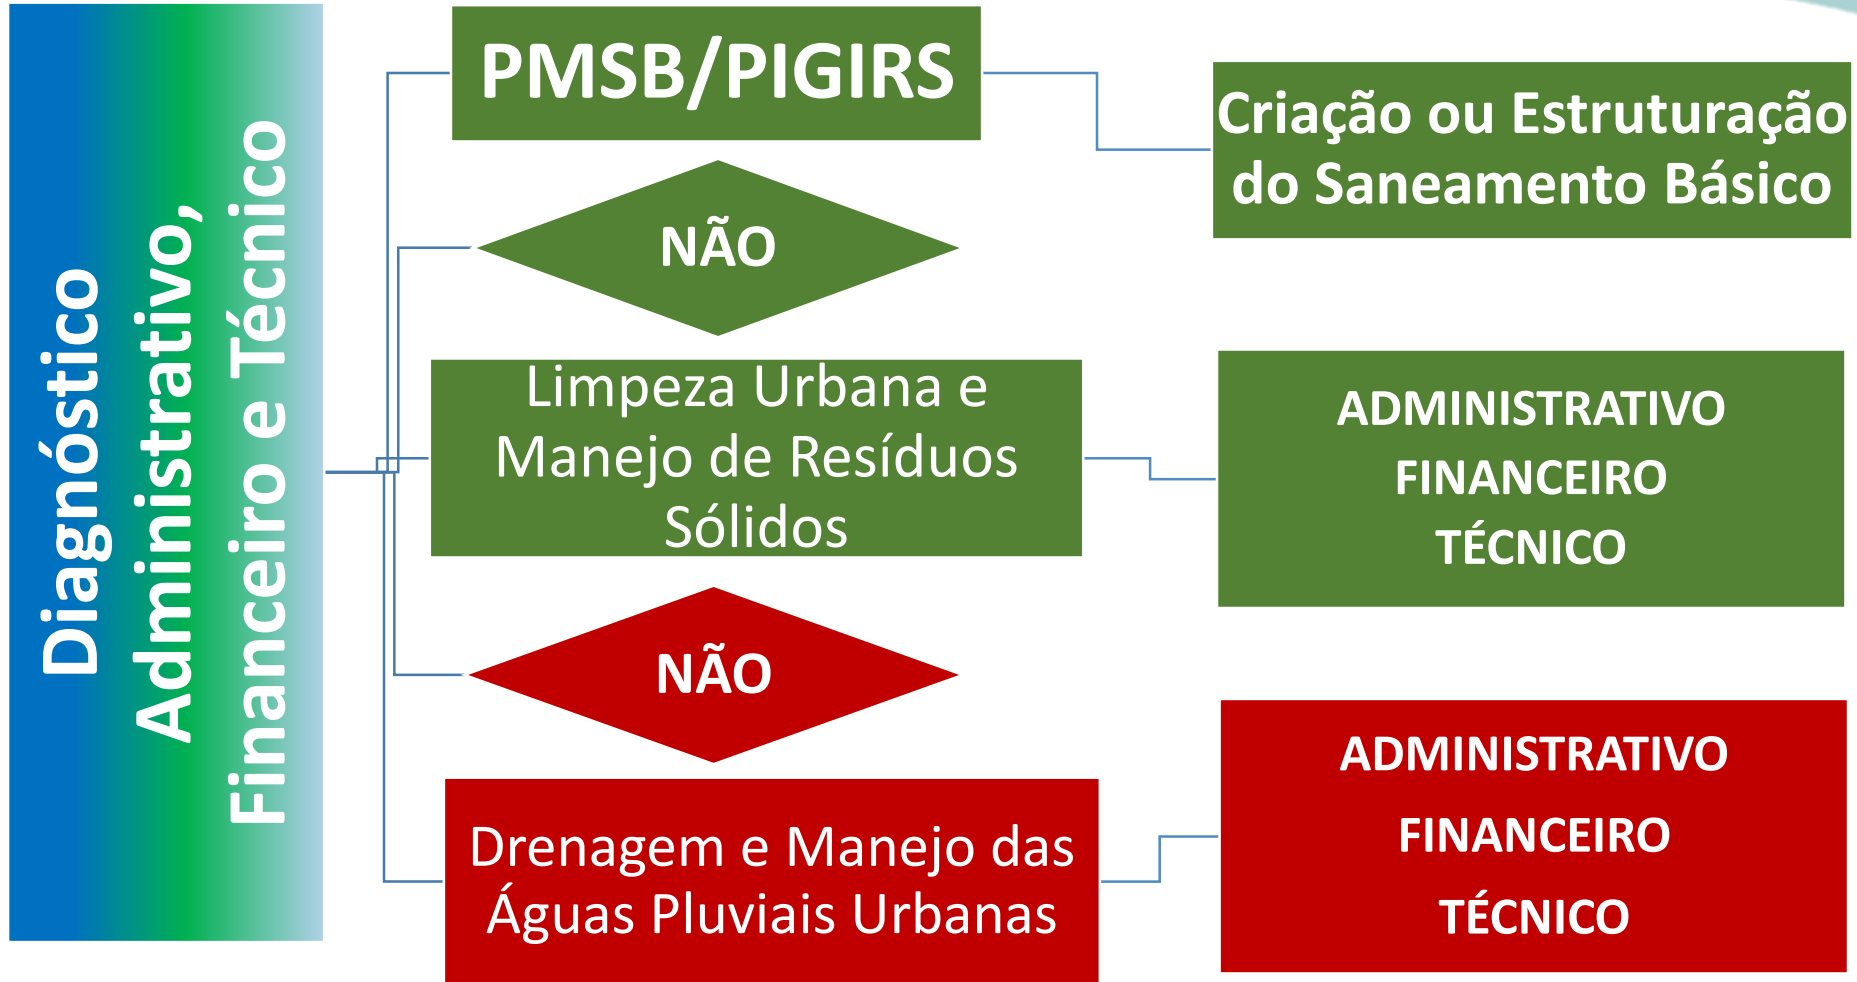 Diagnóstico
Administrativo,
Financeiro e Técnico
PMSB/PIGIRS
Criação ou Estruturação
do Saneamento Básico
NÃO
Limpeza Urbana e
Manejo de Resíduos
Sólidos
ADMINISTRATIVO
FINANCEIRO
TÉCNICO
NÃO
Drenagem e Manejo das
Águas Pluviais Urbanas
ADMINISTRATIVO
FINANCEIRO
TÉCNICO